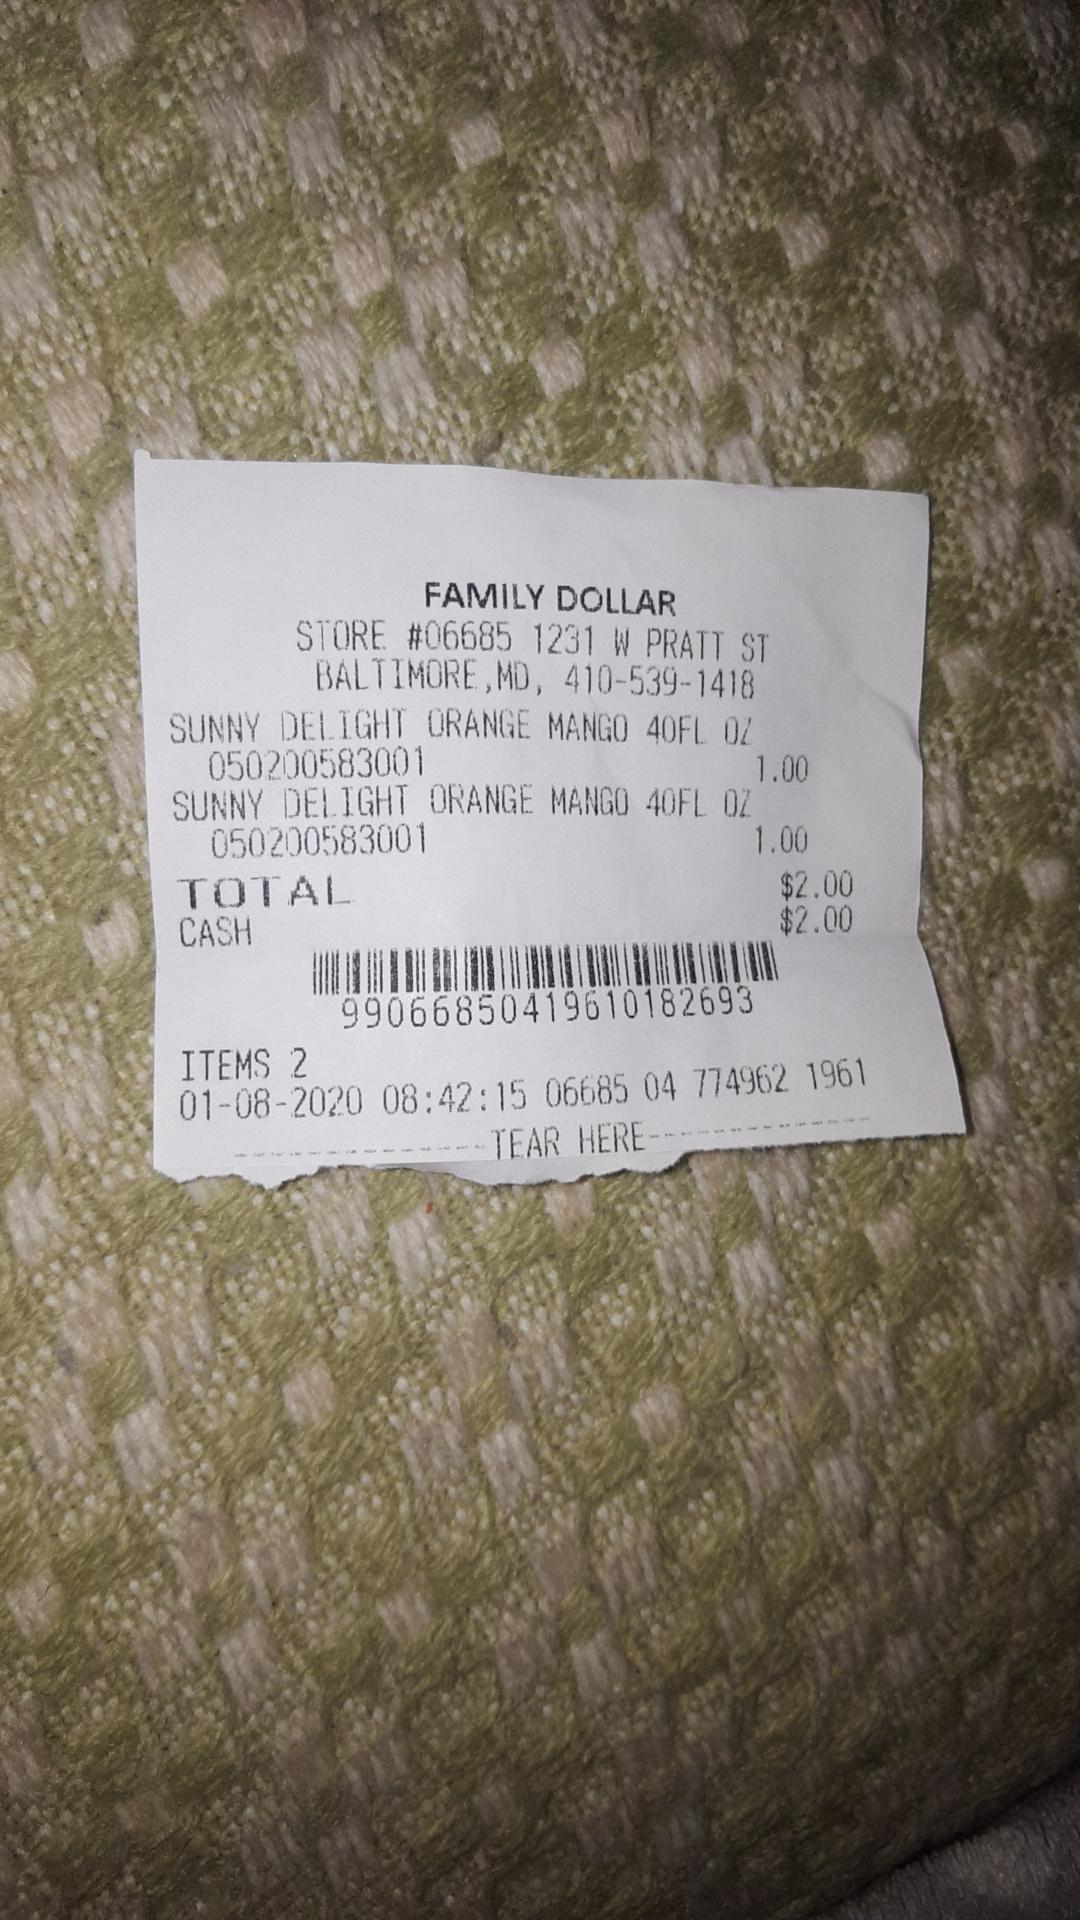 FAMILY DOLLAR
STORE #06685 1231 W PRATT ST
BALTIMORE,MD, 410-539-1418
SUNNY DELIGHT ORANGE MANGO 40FL OZ
050200583001 1.00
SUNNY DELIGHT ORANGE MANGO 40FL OZ
050200583001 1.00
TOTAL $2.00
CASH $2.00
99066850419610182693
ITEMS 2
01-08-2020 08:42:15 06685 04 774962 1961
------TEAR HERE------